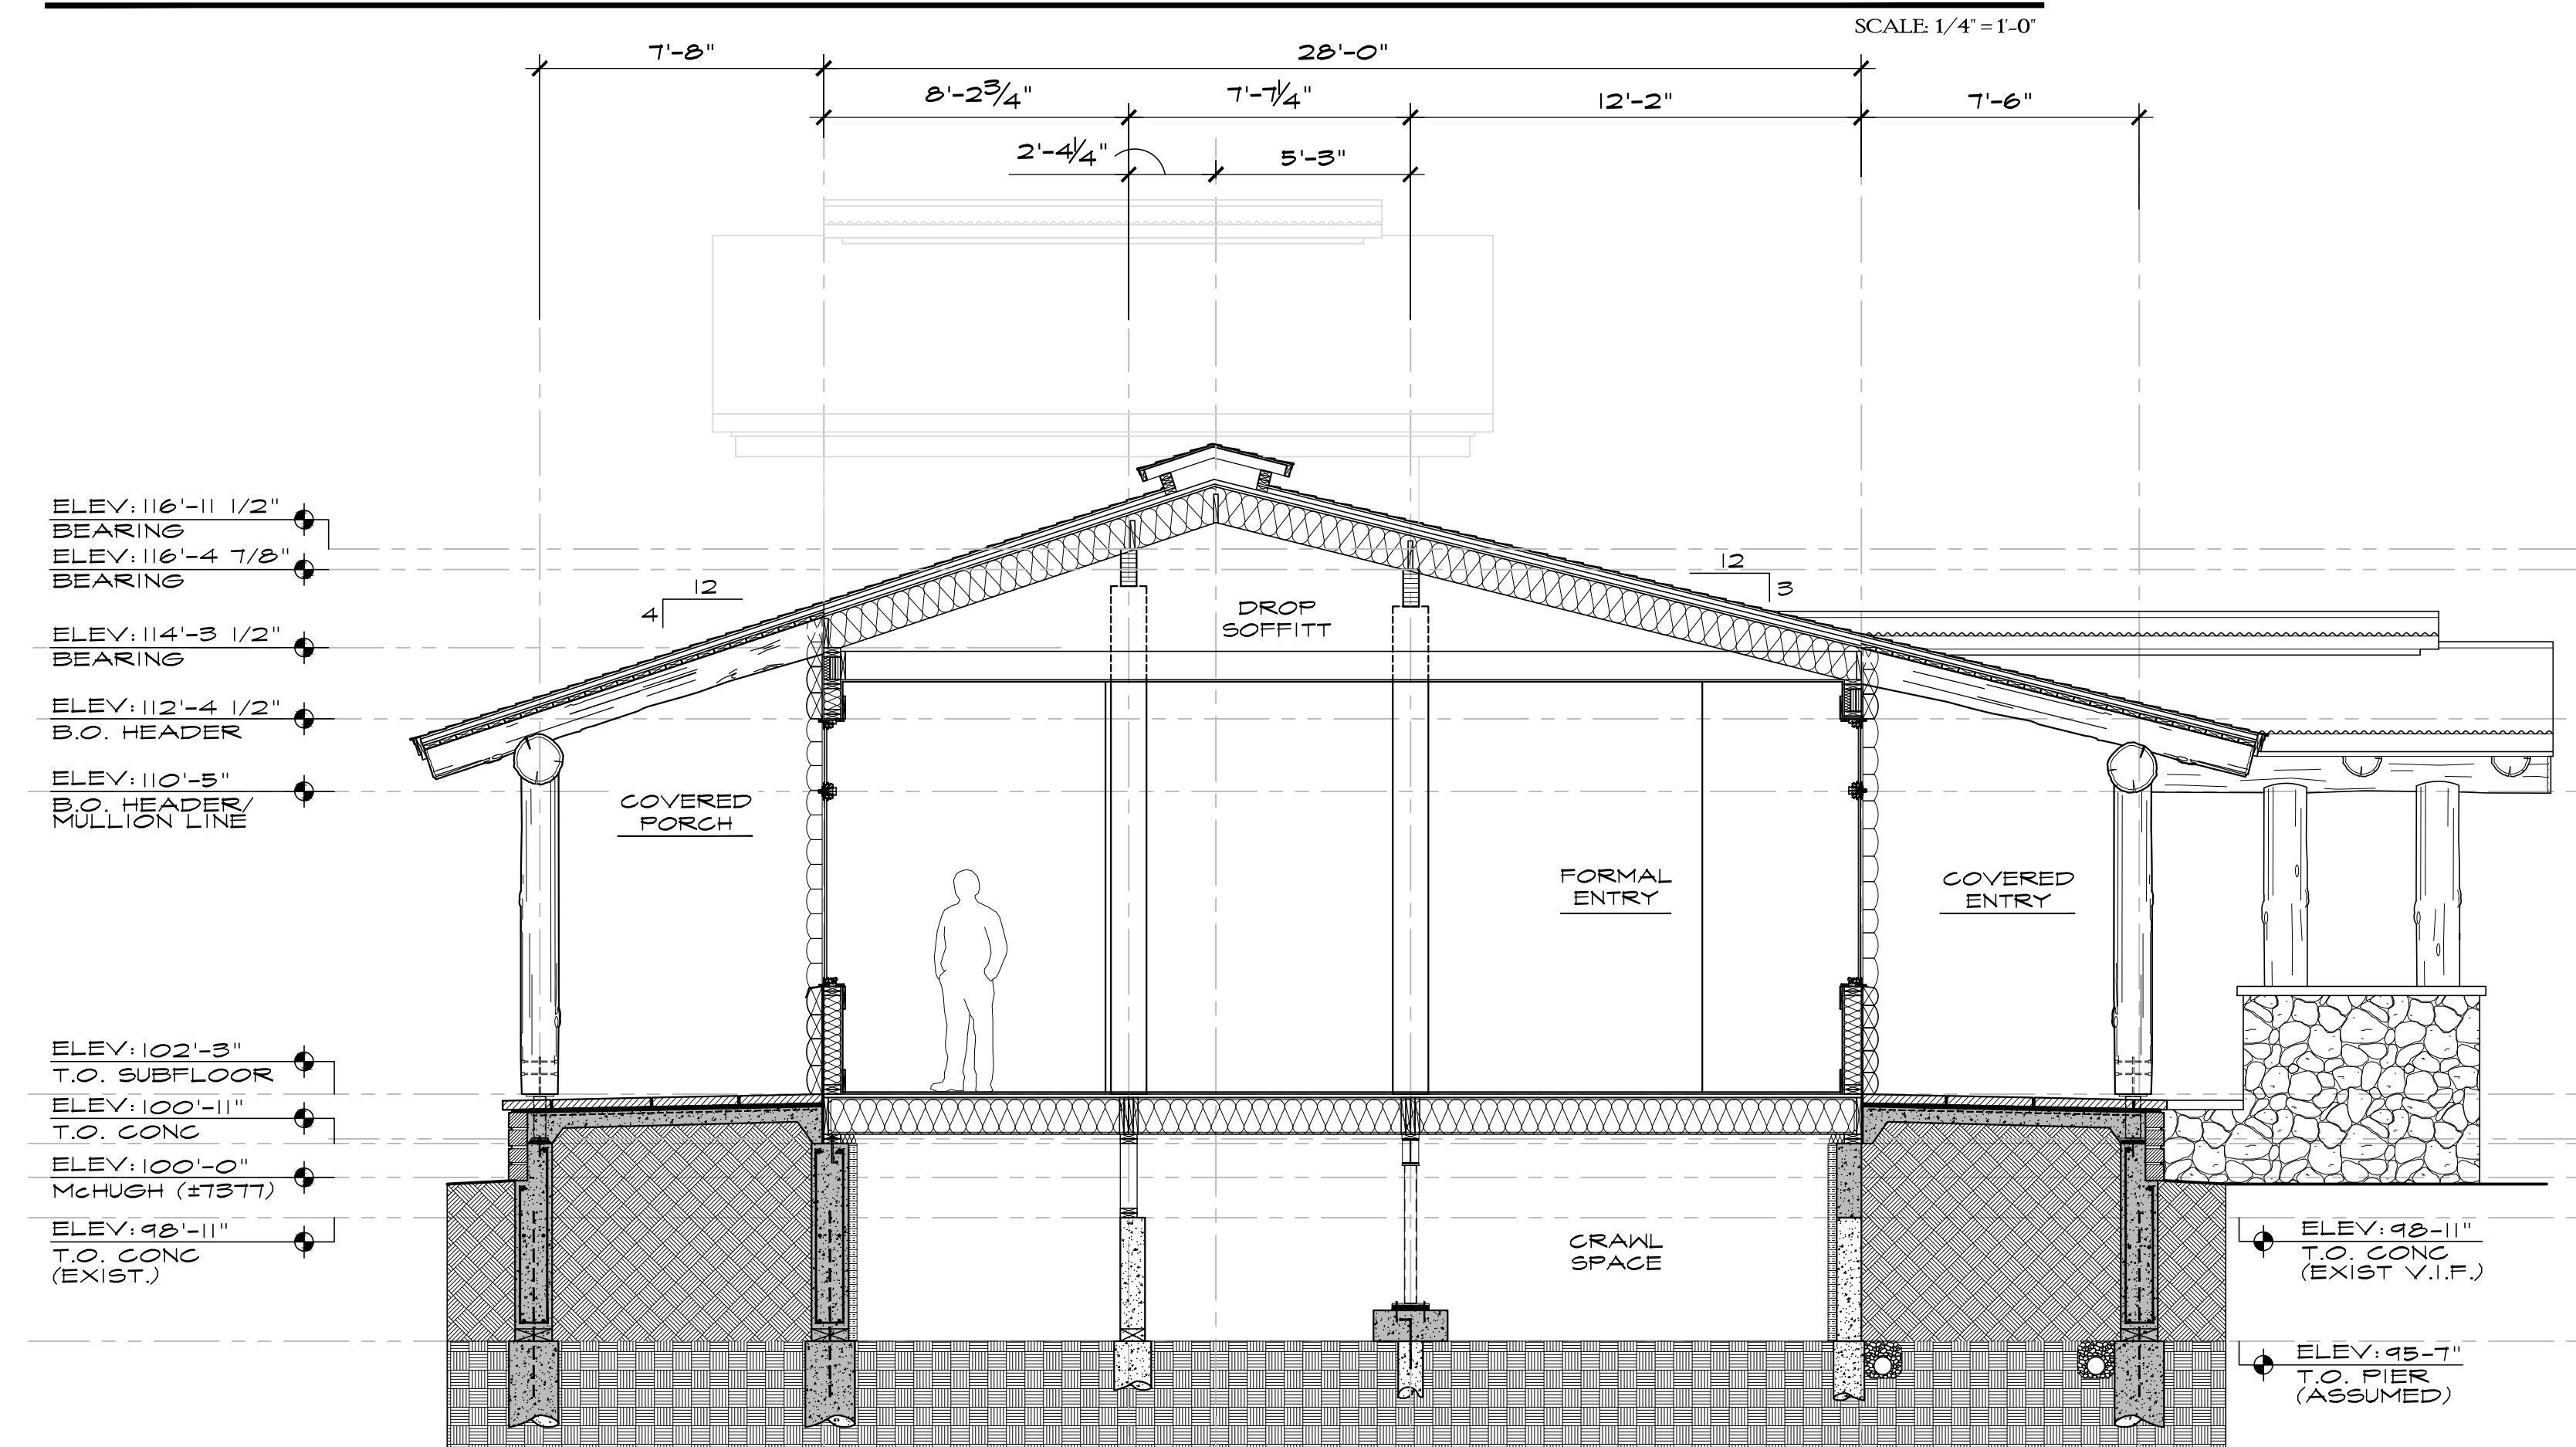 SCALE: 1/4" = 1'-0"
7'-8"
28'-0"
8'-2 3/4"
7'-7 1/4"
12'-2"
7'-6"
2'-4 1/4"
5'-3"
ELEV: 116'-11 1/2"
BEARING
ELEV: 116'-4 7/8"
BEARING
ELEV: 114'-3 1/2"
BEARING
ELEV: 112'-4 1/2"
B.O. HEADER
ELEV: 110'-5"
B.O. HEADER/
MULLION LINE
ELEV: 102'-3"
T.O. SUBFLOOR
ELEV: 100'-11"
T.O. CONC
ELEV: 100'-0"
McHUGH (±7377)
ELEV: 98'-11"
T.O. CONC
(EXIST.)
12
4
DROP
SOFFITT
12
3
COVERED
PORCH
FORMAL
ENTRY
COVERED
ENTRY
CRAWL
SPACE
ELEV: 98-11"
T.O. CONC
(EXIST V.I.F.)
ELEV: 95-7"
T.O. PIER
(ASSUMED)